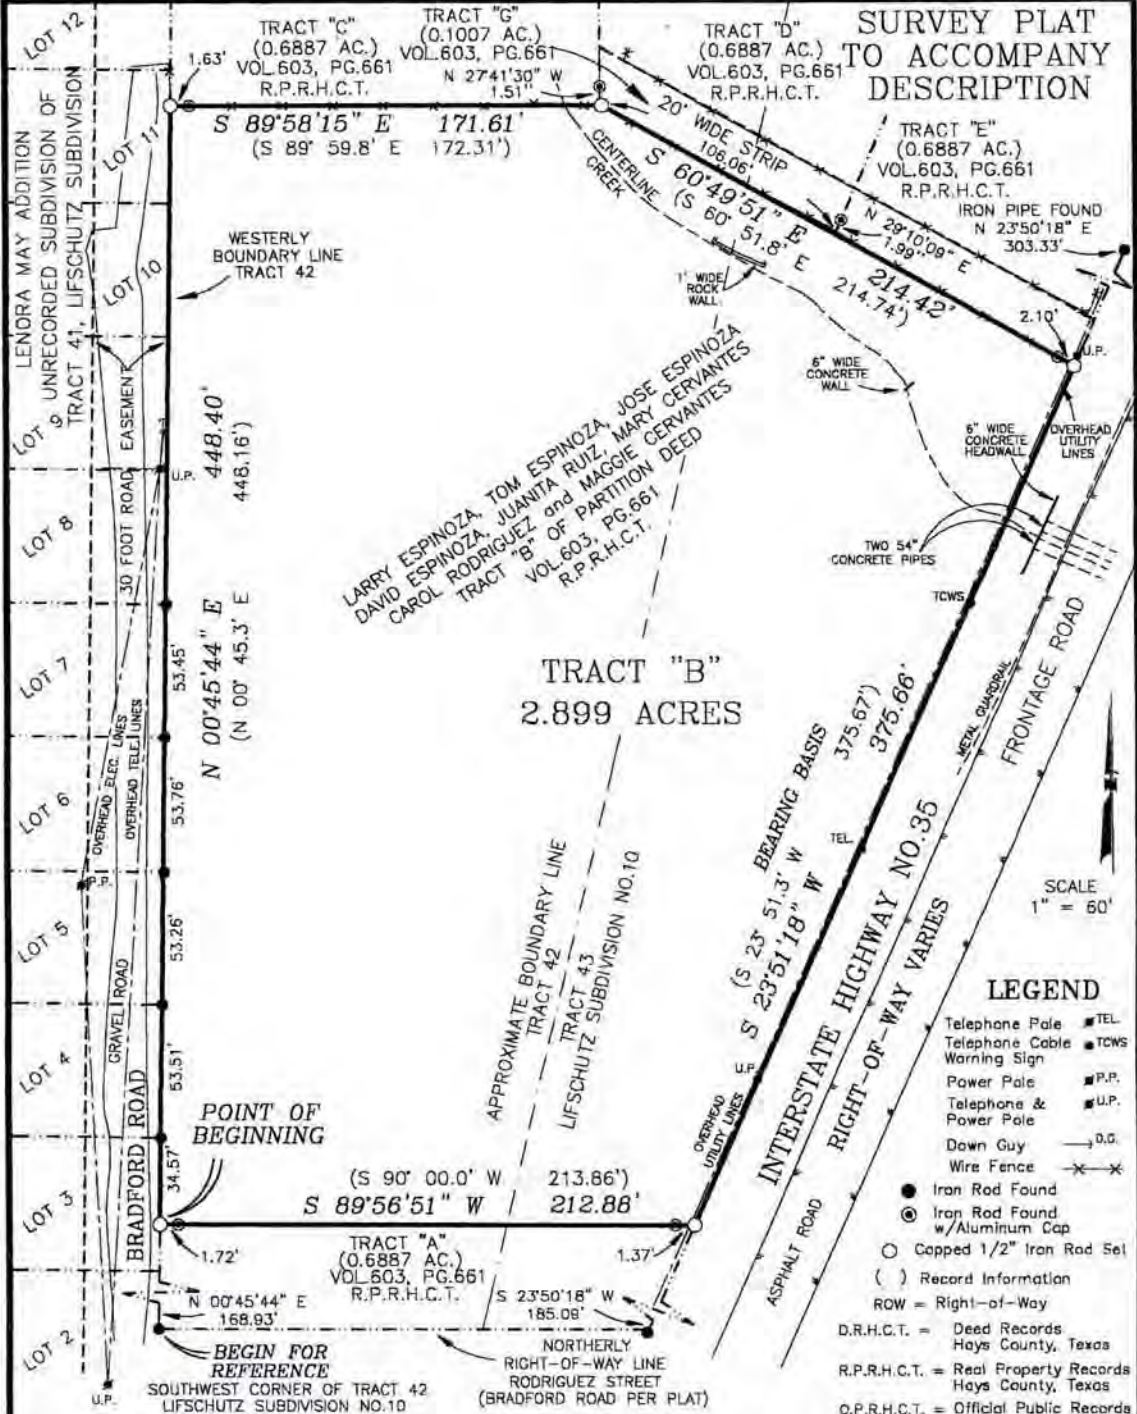 SURVEY PLAT
TO ACCOMPANY
DESCRIPTION
LOT 12
LENORA MAY ADDITION
UNRECORDED SUBDIVISION OF
TRACT 41, LIFSCHUTZ SUBDIVISION
LOT 11
LOT 10
LOT 9
LOT 8
LOT 7
LOT 6
LOT 5
LOT 4
LOT 3
LOT 2
1.63'
TRACT "C"
(0.6887 AC.)
VOL.603, PG.661
R.P.R.H.C.T.
TRACT "G"
(0.1007 AC.)
VOL.603, PG.661
N 27°41'30" W
1.51"
TRACT "D"
(0.6887 AC.)
VOL.603, PG.661
R.P.R.H.C.T.
TRACT "E"
(0.6887 AC.)
VOL.603, PG.661
R.P.R.H.C.T.
IRON PIPE FOUND
N 23°50'18" E
303.33'
S 89°58'15" E 171.61'
(S 89° 59.8' E 172.31')
20' WIDE STRIP
106.06'
S 60°49'51" E 214.42'
(S 60° 51.8' E 214.74')
N 29°10'09" E
1.99"
2.10'
U.P.
CENTERLINE
CREEK
1' WIDE
ROCK
WALL
6" WIDE
CONCRETE
WALL
6" WIDE
CONCRETE
HEADWALL
OVERHEAD
UTILITY
LINES
TWO 54"
CONCRETE PIPES
TCWS
WESTERLY
BOUNDARY LINE
TRACT 42
30 FOOT ROAD EASEMENT
U.P.
N 00°45'44" E 448.40'
(N 00° 45.3' E 448.16')
LARRY ESPINOZA, TOM ESPINOZA, JOSE ESPINOZA
DAVID ESPINOZA, JUANITA RUIZ, MARY CERVANTES
CAROL RODRIGUEZ and MAGGIE CERVANTES
TRACT "B" OF PARTITION DEED
VOL.603, PG.661
R.P.R.H.C.T.
TRACT "B"
2.899 ACRES
53.45'
53.76'
53.26'
53.51'
34.57'
OVERHEAD ELEC. LINES
OVERHEAD TELE. LINES
P.P.
GRAVEL ROAD
BRADFORD ROAD
APPROXIMATE BOUNDARY LINE
TRACT 42
TRACT 43
LIFSCHUTZ SUBDIVISION NO.10
BEARING BASIS
(S 23° 51.3' W 375.67')
S 23°51'18" W 375.66'
TEL.
U.P.
OVERHEAD
UTILITY LINES
METAL GUARDRAIL
FRONTAGE ROAD
INTERSTATE HIGHWAY NO.35
RIGHT-OF-WAY VARIES
ASPHALT ROAD
SCALE
1" = 60'
POINT OF
BEGINNING
(S 90° 00.0' W 213.86')
S 89°56'51" W 212.88'
1.72'
1.37'
TRACT "A"
(0.6887 AC.)
VOL.603, PG.661
R.P.R.H.C.T.
N 00°45'44" E
168.93'
S 23°50'18" W
185.09'
BEGIN FOR
REFERENCE
SOUTHWEST CORNER OF TRACT 42
LIFSCHUTZ SUBDIVISION NO.10
U.P.
NORTHERLY
RIGHT-OF-WAY LINE
RODRIGUEZ STREET
(BRADFORD ROAD PER PLAT)
LEGEND
Telephone Pole TEL.
Telephone Cable TCWS
Warning Sign
Power Pole P.P.
Telephone & U.P.
Power Pole
Down Guy D.G.
Wire Fence
Iron Rod Found
Iron Rod Found
w/Aluminum Cap
Capped 1/2" Iron Rod Set
( ) Record Information
ROW = Right-of-Way
D.R.H.C.T. = Deed Records
Hays County, Texas
R.P.R.H.C.T. = Real Property Records
Hays County, Texas
O.P.R.H.C.T. = Official Public Records